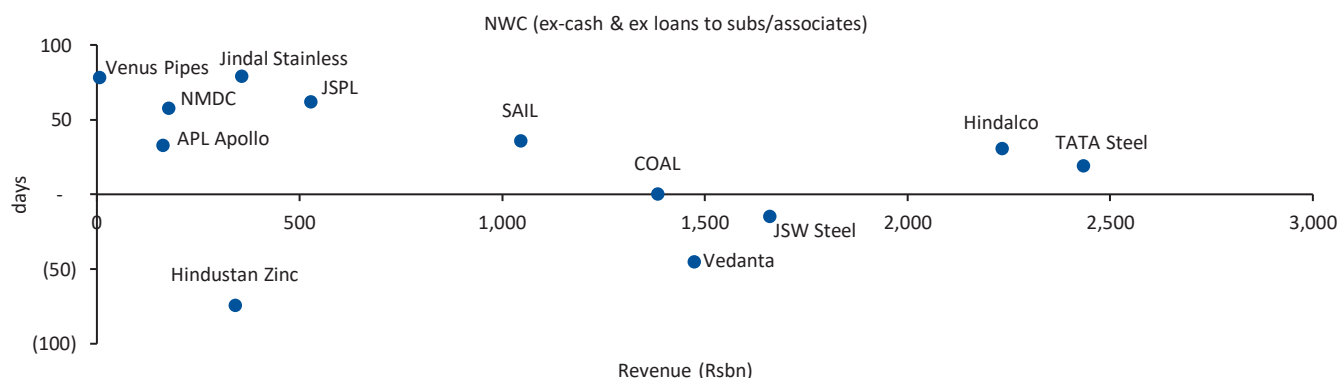 NWC (ex-cash & ex loans to subs/associates)
100
Jindal Stainless
Venus Pipes
NMDC
JSPL
50
SAIL
APL Apollo
Hindalco
TATA Steel
COAL
days
-
0
500
1,000
1,500
2,000
2,500
3,000
JSW Steel
Vedanta
(50)
Hindustan Zinc
(100)
Revenue (Rsbn)